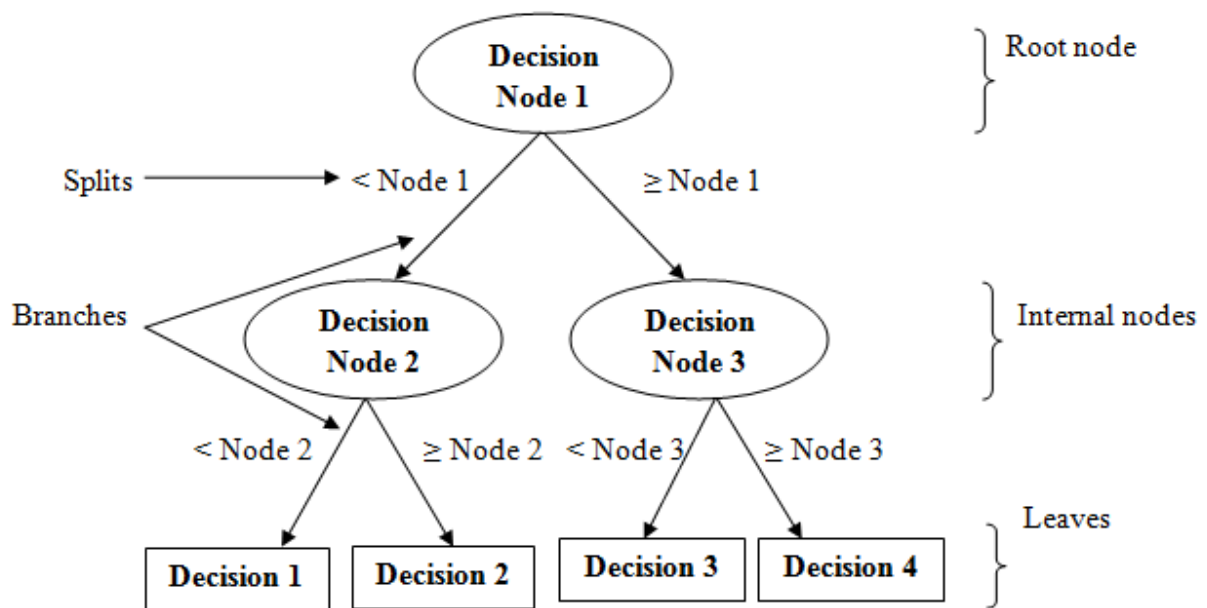 Decision
Node 1
Root node
Splits
< Node 1
≥ Node 1
Branches
Decision
Node 2
Decision
Node 3
Internal nodes
< Node 2
≥ Node 2
< Node 3
≥ Node 3
Leaves
Decision 1
Decision 2
Decision 3
Decision 4